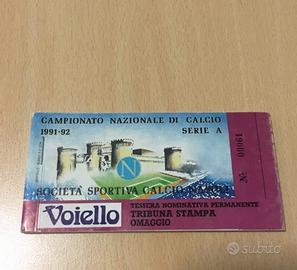 CAMPIONATO NAZIONALE DI CALCIO
1991-92 SERIE A
N
Nº 00061
SOCIETÀ SPORTIVA CALCIO NAPOLI
Voiello
TESSERA NOMINATIVA PERMANENTE
TRIBUNA STAMPA
OMAGGIO
subito